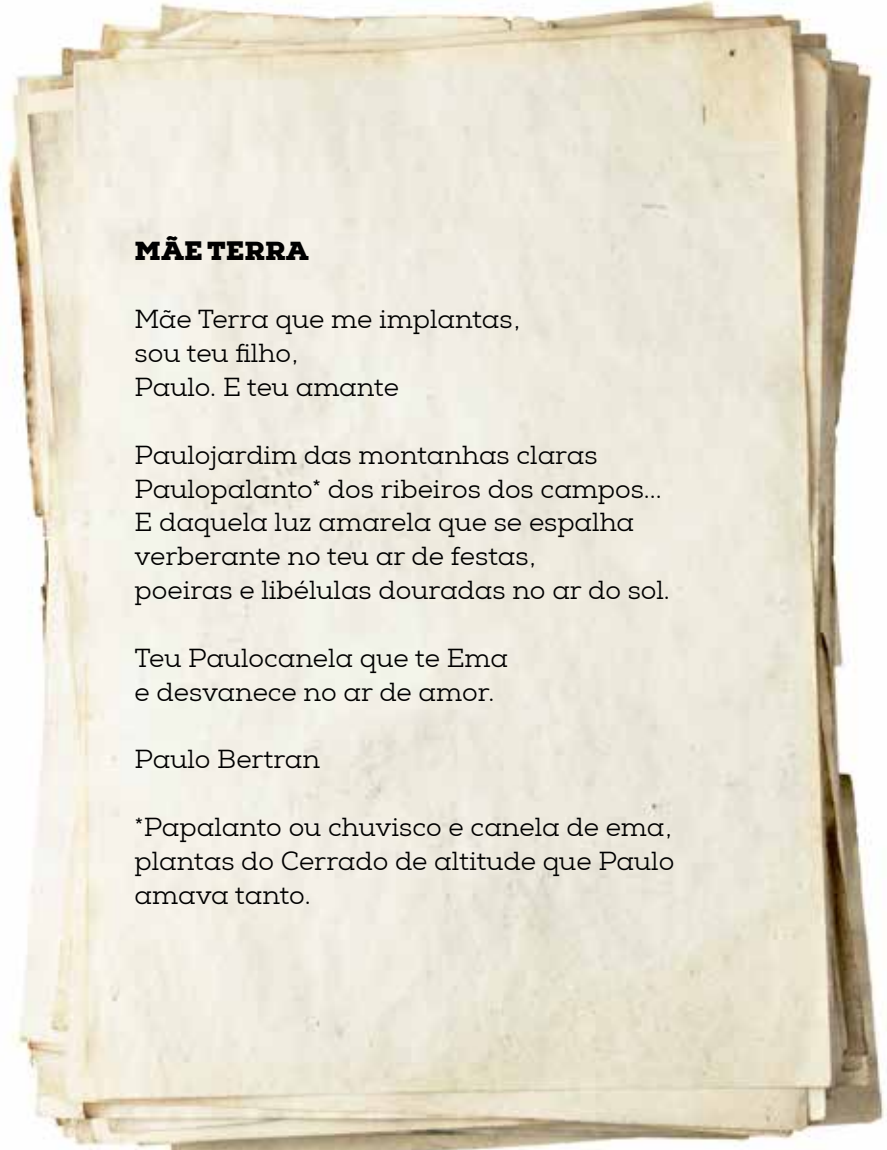 MÃE TERRA
Mãe Terra que me implantas,
sou teu filho,
Paulo. E teu amante
Paulojardim das montanhas claras
Paulopalanto* dos ribeiros dos campos...
E daquela luz amarela que se espalha
verberante no teu ar de festas,
poeiras e libélulas douradas no ar do sol.
Teu Paulocanela que te Ema
e desvanece no ar de amor.
Paulo Bertran
*Papalanto ou chuvisco e canela de ema,
plantas do Cerrado de altitude que Paulo
amava tanto.